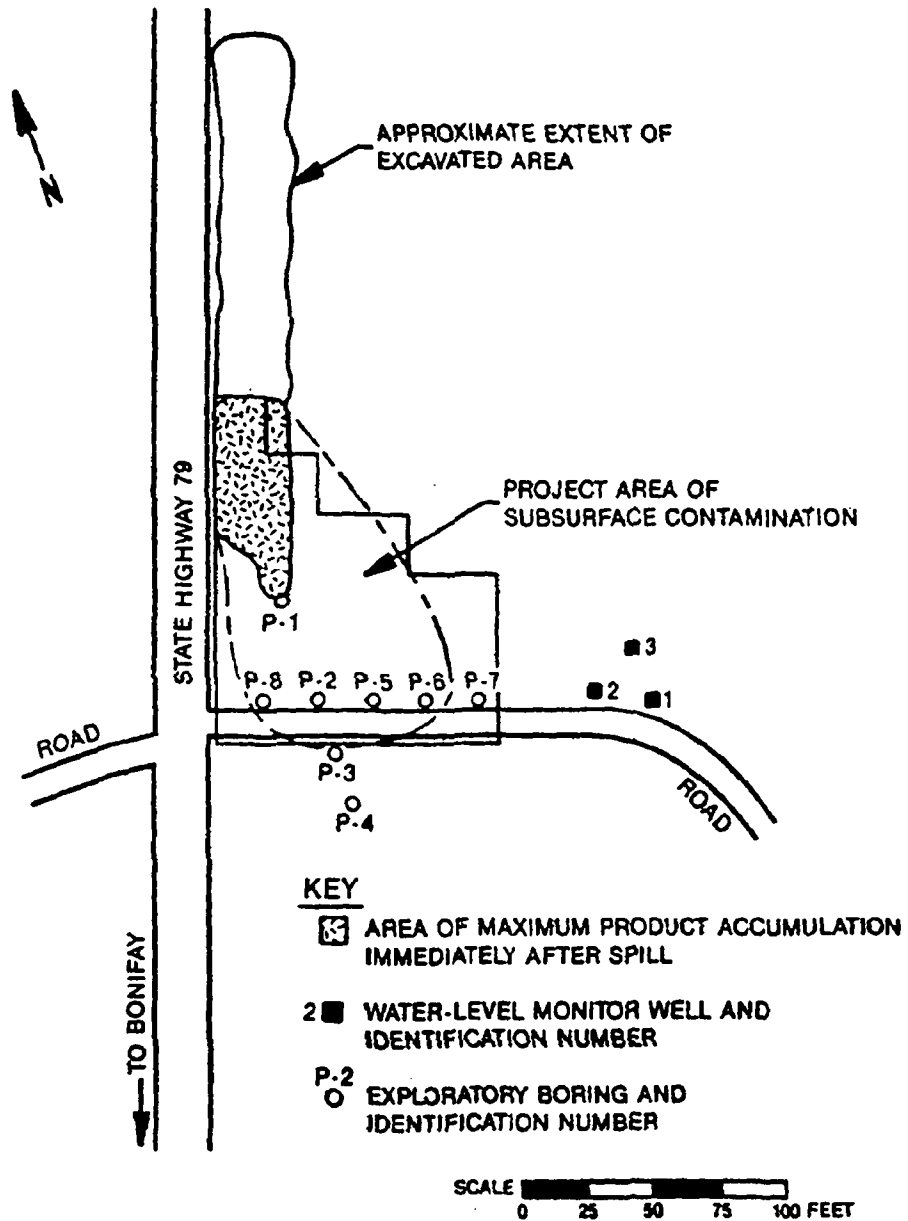 APPROXIMATE EXTENT OF
EXCAVATED AREA
N
STATE HIGHWAY 79
PROJECT AREA OF
SUBSURFACE CONTAMINATION
P-1
3
P-8 P-2 P-5 P-6 P-7
2
1
ROAD
P-3
ROAD
P-4
TO BONIFAY
KEY
AREA OF MAXIMUM PRODUCT ACCUMULATION
IMMEDIATELY AFTER SPILL
2 WATER-LEVEL MONITOR WELL AND
IDENTIFICATION NUMBER
P-2
EXPLORATORY BORING AND
IDENTIFICATION NUMBER
SCALE
0 25 50 75 100 FEET